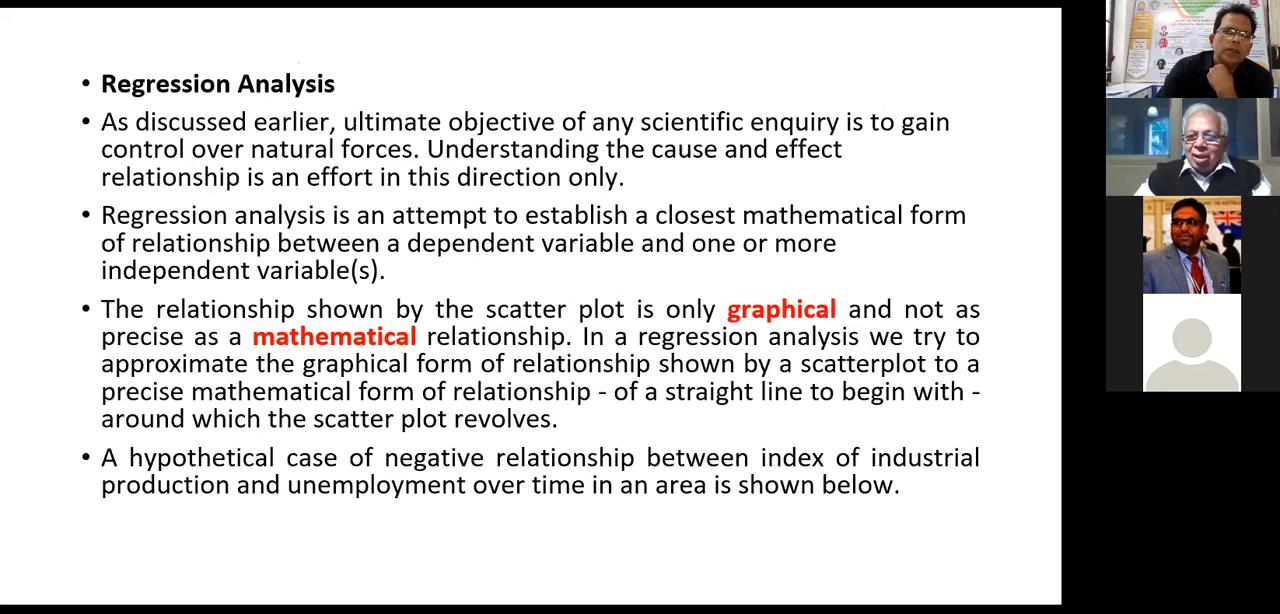 • Regression Analysis
• As discussed earlier, ultimate objective of any scientific enquiry is to gain
control over natural forces. Understanding the cause and effect
relationship is an effort in this direction only.
• Regression analysis is an attempt to establish a closest mathematical form
of relationship between a dependent variable and one or more
independent variable(s).
• The relationship shown by the scatter plot is only graphical and not as
precise as a mathematical relationship. In a regression analysis we try to
approximate the graphical form of relationship shown by a scatterplot to a
precise mathematical form of relationship - of a straight line to begin with -
around which the scatter plot revolves.
• A hypothetical case of negative relationship between index of industrial
production and unemployment over time in an area is shown below.